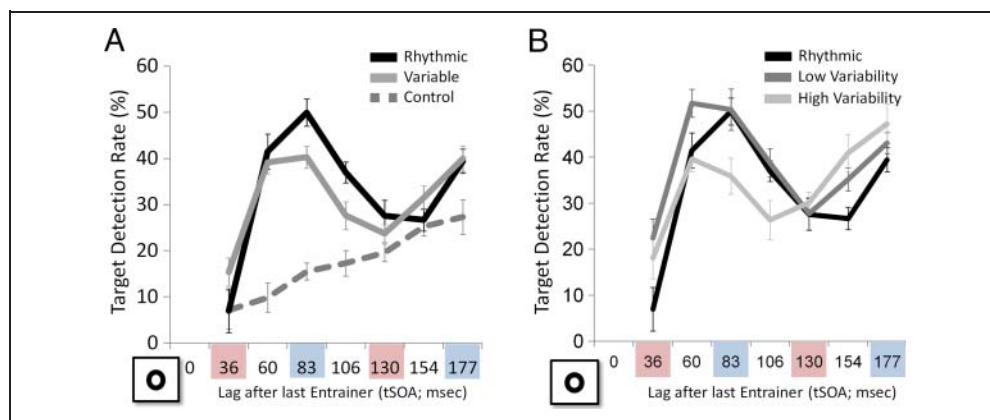 A
Rhythmic
Variable
Control
Target Detection Rate (%)
60
50
40
30
20
10
0
0 36 60 83 106 130 154 177
Lag after last Entrainer (tSOA; msec)
B
Rhythmic
Low Variability
High Variability
Target Detection Rate (%)
60
50
40
30
20
10
0
0 36 60 83 106 130 154 177
Lag after last Entrainer (tSOA; msec)